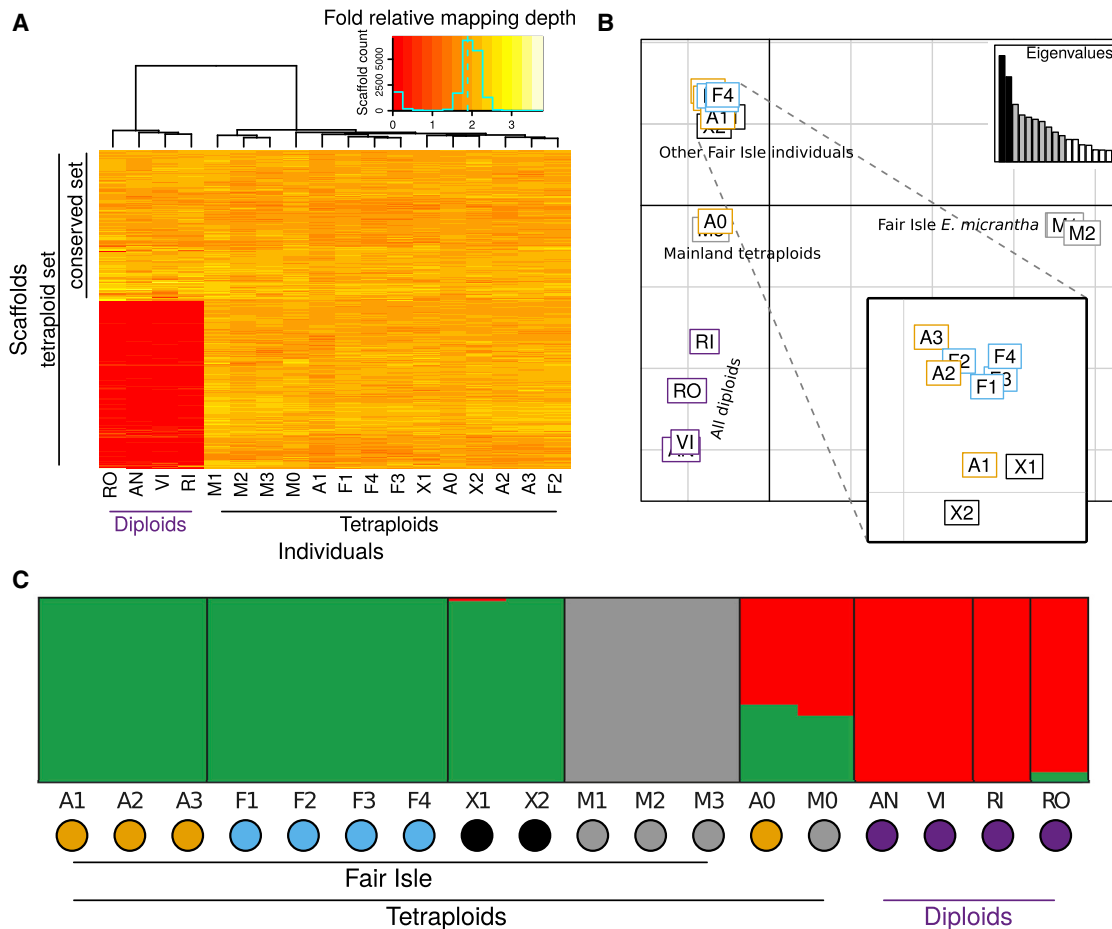 A
Fold relative mapping depth
Scaffold count
0 2500 5000
0 1 2 3
Scaffolds
tetraploid set
conserved set
RO AN VI RI M1 M2 M3 M0 A1 F1 F4 F3 X1 A0 X2 A2 A3 F2
Diploids Tetraploids
Individuals
B
Eigenvalues
F4
A1
X2
Other Fair Isle individuals
A0
Mainland tetraploids
Fair Isle E. micrantha
M2
RI
RO
VI
All diploids
A3
F2
F4
A2
F3
F1
A1
X1
X2
C
A1 A2 A3 F1 F2 F3 F4 X1 X2 M1 M2 M3 A0 M0 AN VI RI RO
Fair Isle
Tetraploids Diploids